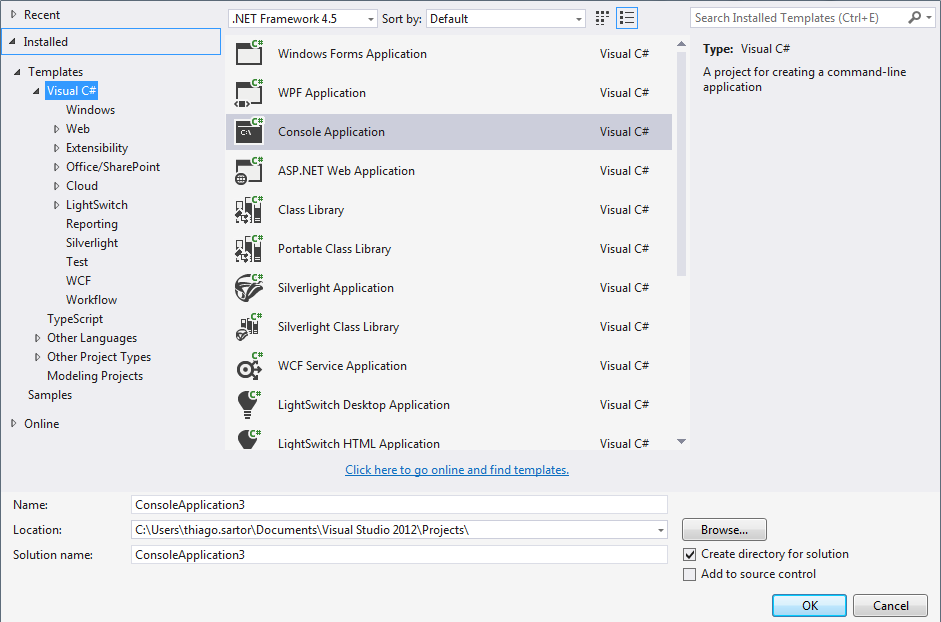 Recent
.NET Framework 4.5 Sort by: Default Search Installed Templates (Ctrl+E)
Installed
Templates
Visual C#
Windows
Web
Extensibility
Office/SharePoint
Cloud
LightSwitch
Reporting
Silverlight
Test
WCF
Workflow
TypeScript
Other Languages
Other Project Types
Modeling Projects
Samples
Online
Windows Forms Application Visual C#
WPF Application Visual C#
Console Application Visual C#
ASP.NET Web Application Visual C#
Class Library Visual C#
Portable Class Library Visual C#
Silverlight Application Visual C#
Silverlight Class Library Visual C#
WCF Service Application Visual C#
LightSwitch Desktop Application Visual C#
LightSwitch HTML Application Visual C#
Click here to go online and find templates.
Type: Visual C#
A project for creating a command-line
application
Name: ConsoleApplication3
Location: C:\Users\thiago.sartor\Documents\Visual Studio 2012\Projects\ Browse...
Solution name: ConsoleApplication3
Create directory for solution
Add to source control
OK Cancel